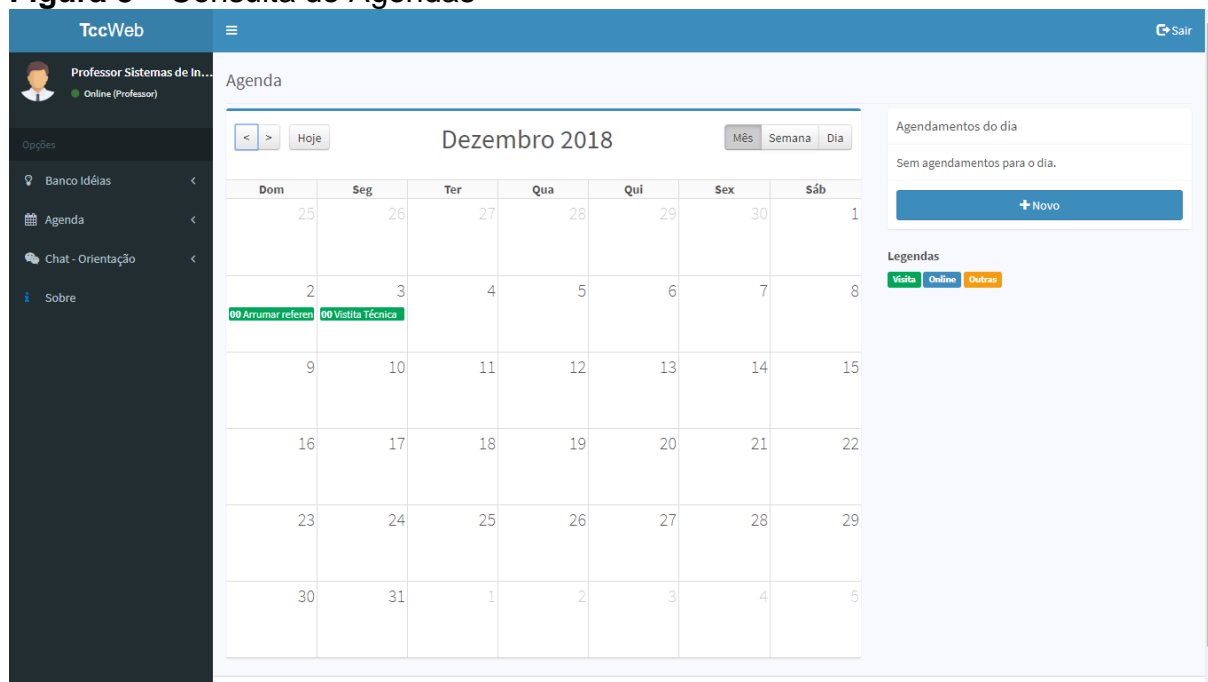 Figura – Consulta de Agendas
TccWeb
Sair
Professor Sistemas de In...
Online (Professor)
Opções
Banco Idéias
Agenda
Chat - Orientação
Sobre
Agenda
< > Hoje
Dezembro 2018
Mês Semana Dia
Dom Seg Ter Qua Qui Sex Sáb
25 26 27 28 29 30 1
2 3 4 5 6 7 8
00 Arrumar referen 00 Vistita Técnica
9 10 11 12 13 14 15
16 17 18 19 20 21 22
23 24 25 26 27 28 29
30 31 1 2 3 4 5
Agendamentos do dia
Sem agendamentos para o dia.
+ Novo
Legendas
Visita Online Outras